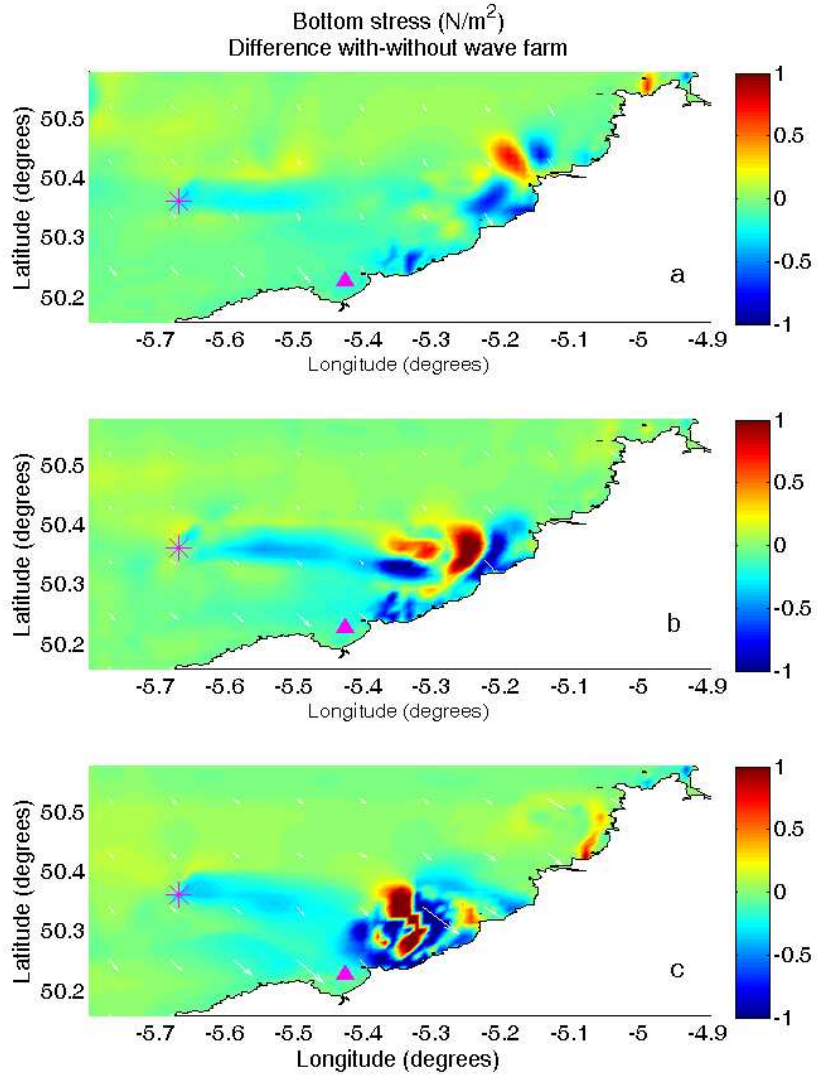 Bottom stress (N/m2)
Difference with-without wave farm
Latitude (degrees)
50.5
50.4
50.3
50.2
-5.7 -5.6 -5.5 -5.4 -5.3 -5.2 -5.1 -5 -4.9
Longitude (degrees)
a
1
0.5
0
-0.5
-1
Latitude (degrees)
50.5
50.4
50.3
50.2
-5.7 -5.6 -5.5 -5.4 -5.3 -5.2 -5.1 -5 -4.9
Longitude (degrees)
b
1
0.5
0
-0.5
-1
Latitude (degrees)
50.5
50.4
50.3
50.2
-5.7 -5.6 -5.5 -5.4 -5.3 -5.2 -5.1 -5 -4.9
Longitude (degrees)
c
1
0.5
0
-0.5
-1